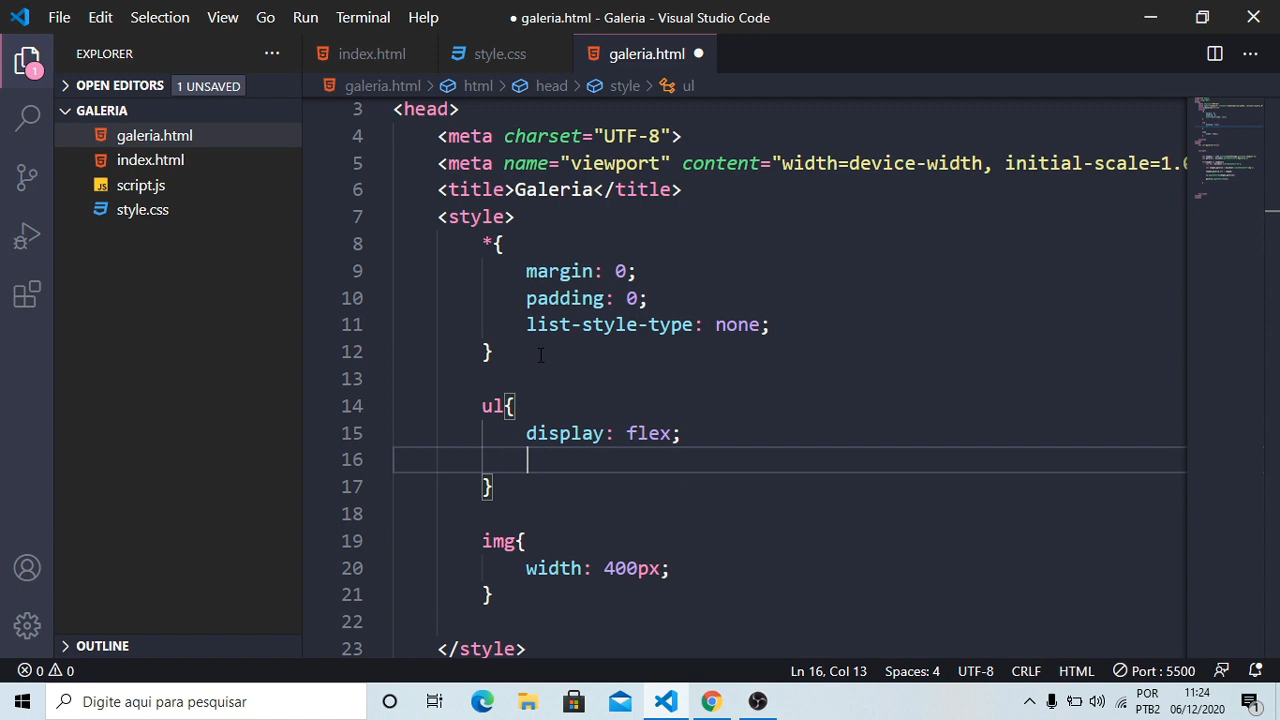 File Edit Selection View Go Run Terminal Help ● galeria.html - Galeria - Visual Studio Code
EXPLORER ··· index.html style.css galeria.html ●
OPEN EDITORS 1 UNSAVED
galeria.html > html > head > style > ul
GALERIA
galeria.html
index.html
script.js
style.css
OUTLINE
1
3 <head>
4 <meta charset="UTF-8">
5 <meta name="viewport" content="width=device-width, initial-scale=1.0
6 <title>Galeria</title>
7 <style>
8 *{
9 margin: 0;
10 padding: 0;
11 list-style-type: none;
12 }
13
14 ul{
15 display: flex;
16
17 }
18
19 img{
20 width: 400px;
21 }
22
23 </style>
0 0 Ln 16, Col 13 Spaces: 4 UTF-8 CRLF HTML Port : 5500
Digite aqui para pesquisar
POR
PTB2
11:24
06/12/2020
1